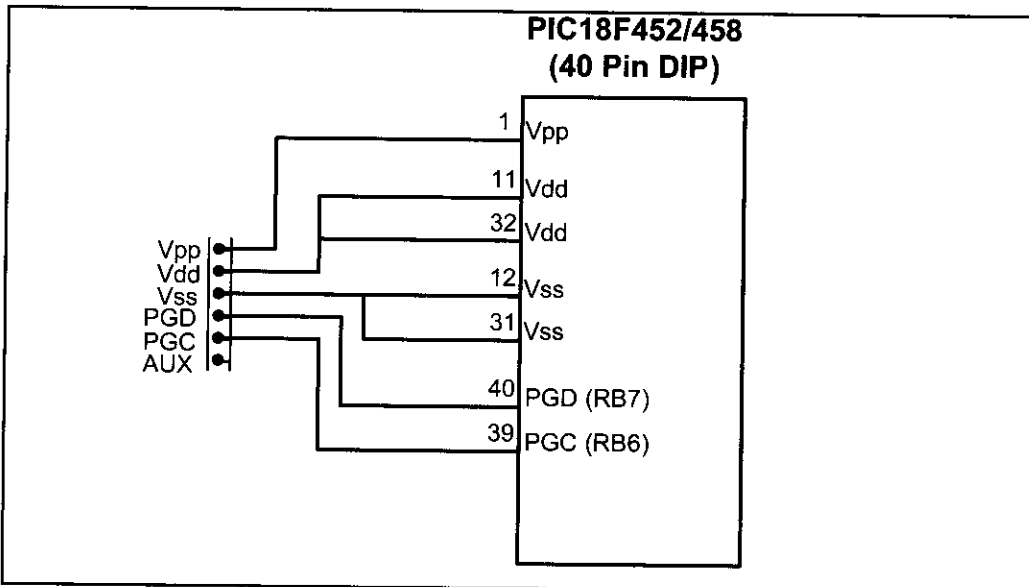 PIC18F452/458
(40 Pin DIP)
1 Vpp
11 Vdd
32 Vdd
Vpp
Vdd
Vss
PGD
PGC
AUX
12 Vss
31 Vss
40 PGD (RB7)
39 PGC (RB6)